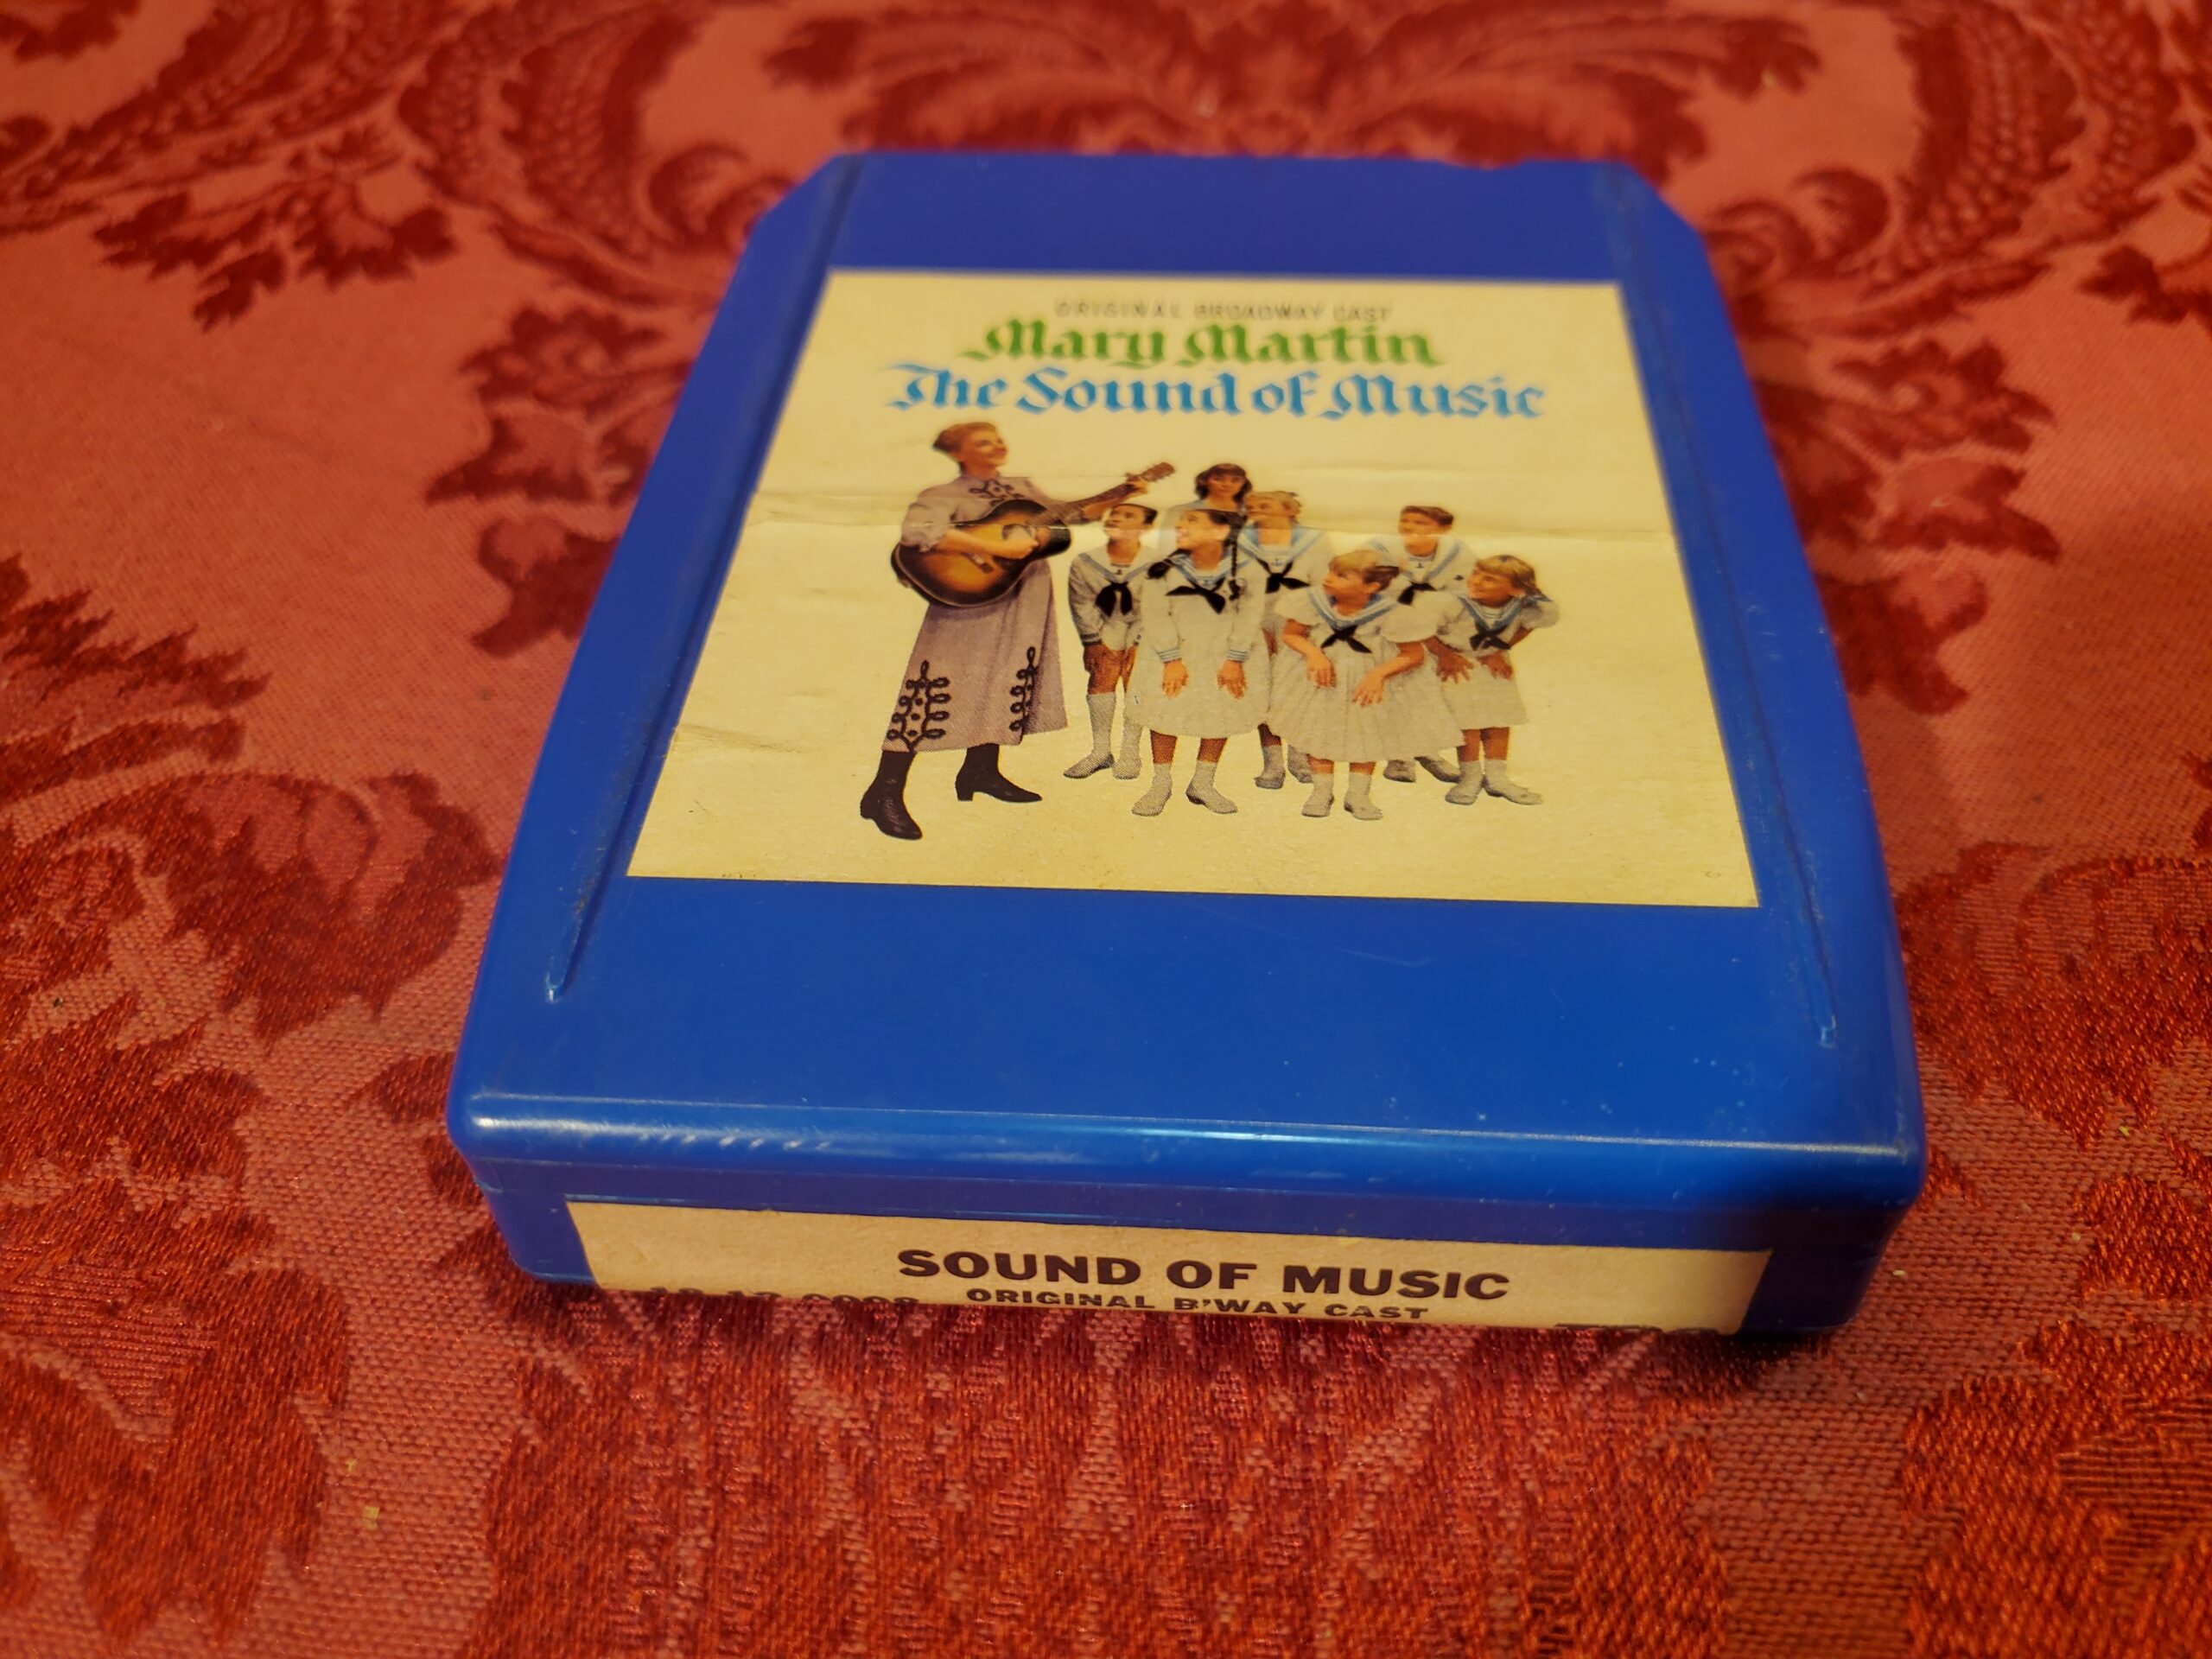 ORIGINAL BROADWAY CAST
Mary Martin
The Sound of Music
SOUND OF MUSIC
ORIGINAL B'WAY CAST